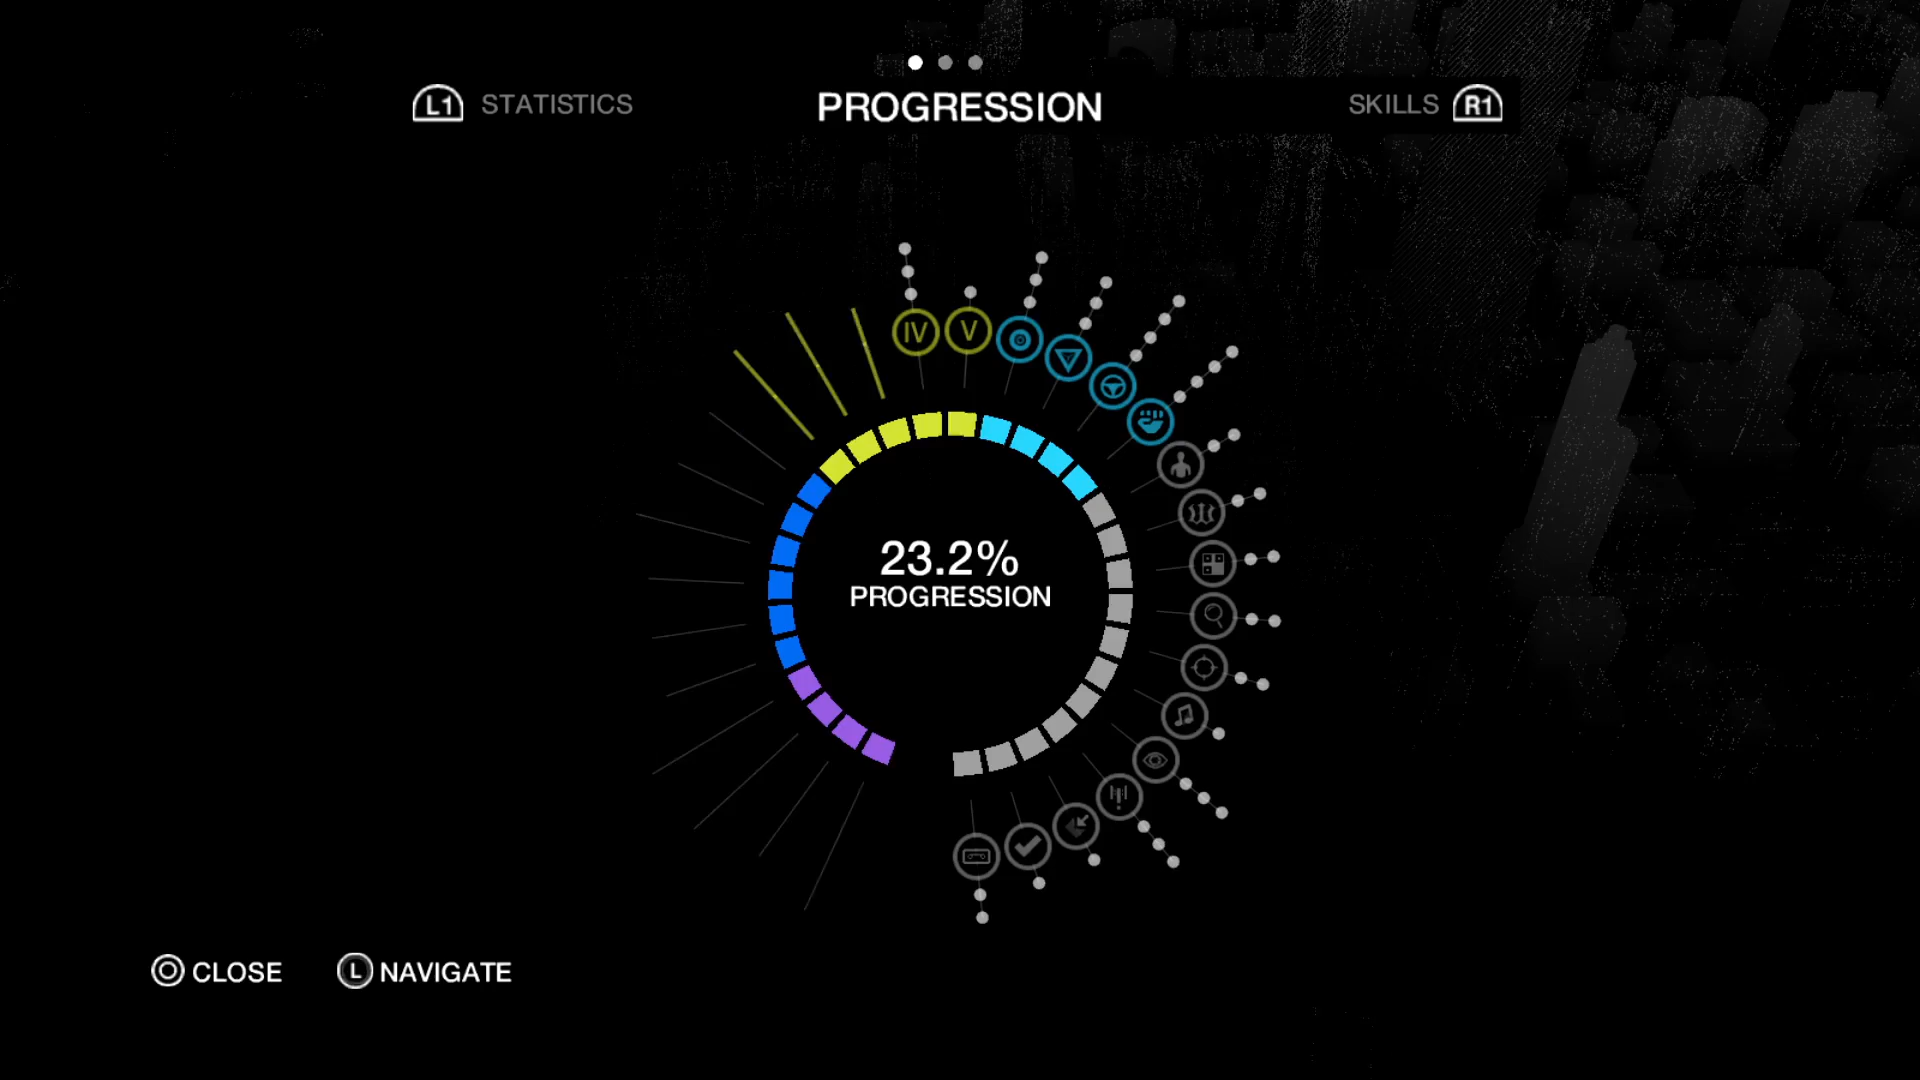 L1 STATISTICS
PROGRESSION
SKILLS R1
IV
V
23.2%
PROGRESSION
CLOSE
L NAVIGATE